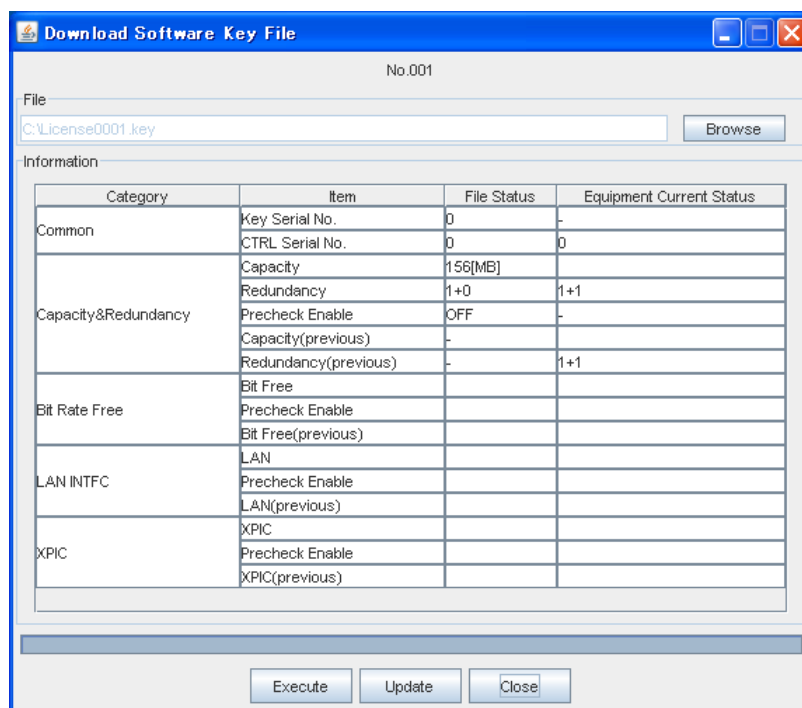 Download Software Key File
No.001
File
C:\License0001.key
Browse
Information
Category Item File Status Equipment Current Status
Common
Key Serial No. 0 -
CTRL Serial No. 0 0
Capacity&Redundancy
Capacity 156[MB]
Redundancy 1+0 1+1
Precheck Enable OFF -
Capacity(previous) -
Redundancy(previous) - 1+1
Bit Rate Free
Bit Free
Precheck Enable
Bit Free(previous)
LAN INTFC
LAN
Precheck Enable
LAN(previous)
XPIC
XPIC
Precheck Enable
XPIC(previous)
Execute Update Close